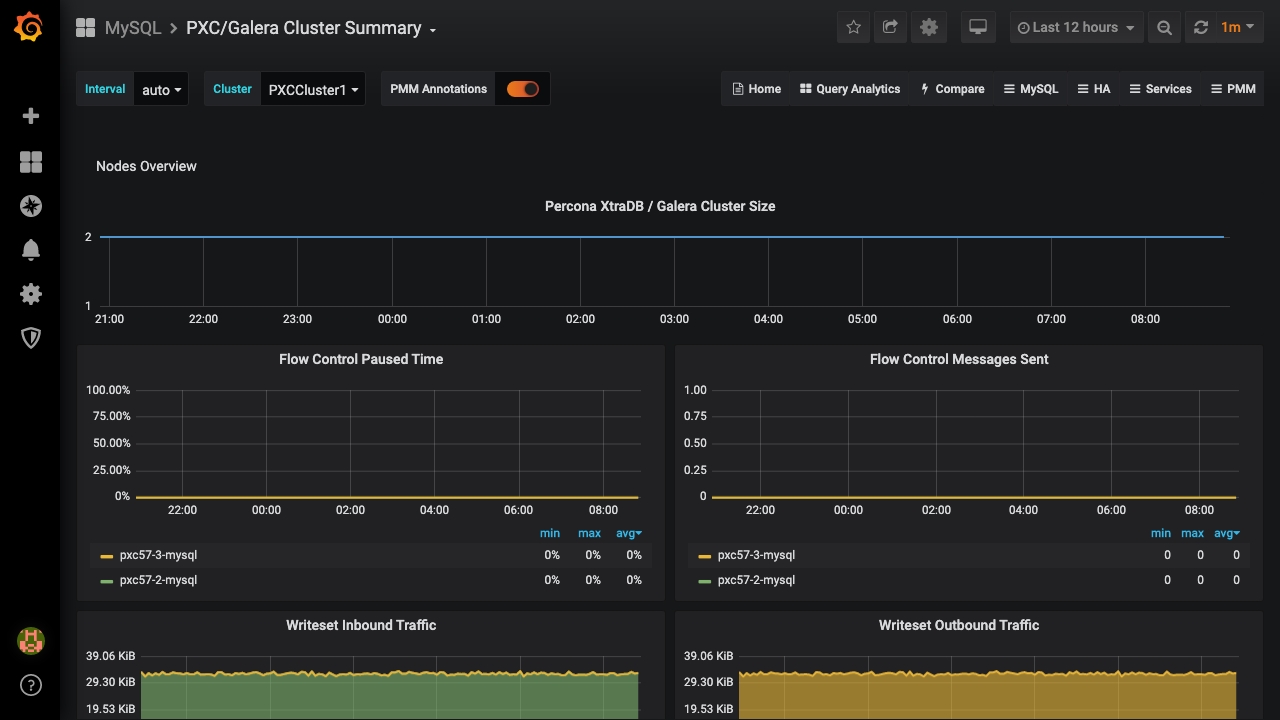 MySQL > PXC/Galera Cluster Summary
Last 12 hours
1m
Interval auto Cluster PXCCluster1 PMM Annotations Home Query Analytics Compare MySQL HA Services PMM
Nodes Overview
Percona XtraDB / Galera Cluster Size
2
1
21:00 22:00 23:00 00:00 01:00 02:00 03:00 04:00 05:00 06:00 07:00 08:00
Flow Control Paused Time
100.00%
75.00%
50.00%
25.00%
0%
22:00 00:00 02:00 04:00 06:00 08:00
min max avg
pxc57-3-mysql 0% 0% 0%
pxc57-2-mysql 0% 0% 0%
Flow Control Messages Sent
1.00
0.75
0.50
0.25
0
22:00 00:00 02:00 04:00 06:00 08:00
min max avg
pxc57-3-mysql 0 0 0
pxc57-2-mysql 0 0 0
Writeset Inbound Traffic
39.06 KiB
29.30 KiB
19.53 KiB
Writeset Outbound Traffic
39.06 KiB
29.30 KiB
19.53 KiB